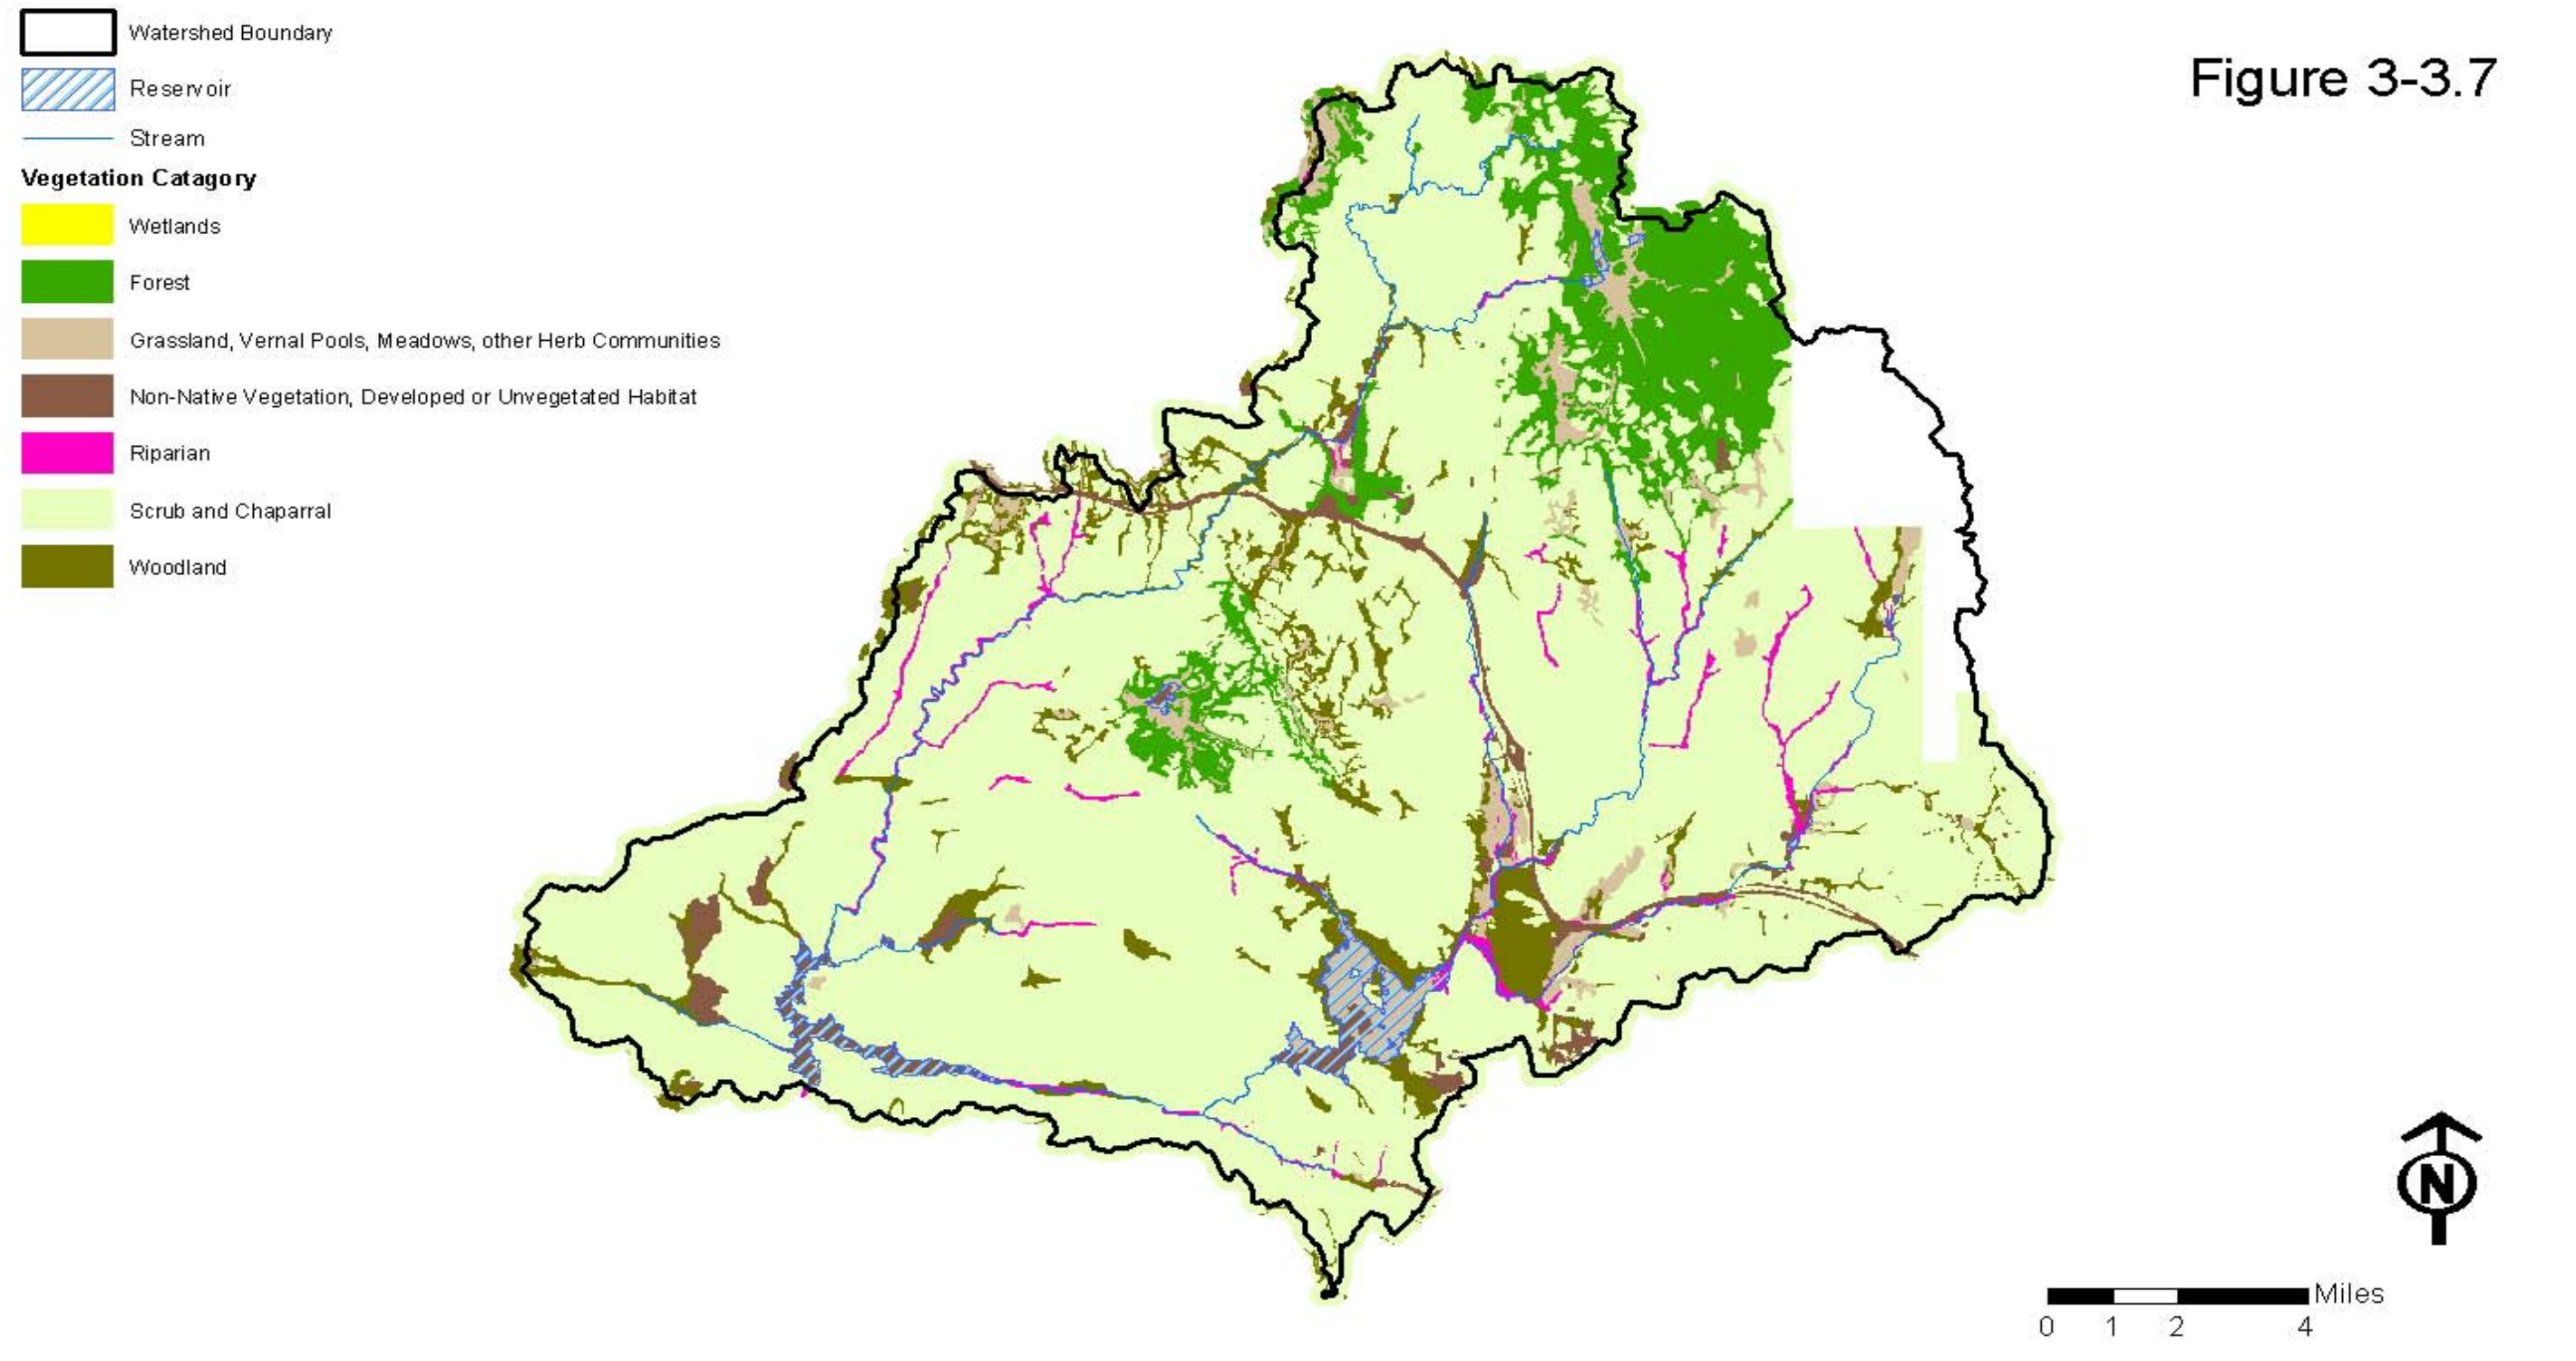 Watershed Boundary
Reservoir
Stream
Vegetation Catagory
Wetlands
Forest
Grassland, Vernal Pools, Meadows, other Herb Communities
Non-Native Vegetation, Developed or Unvegetated Habitat
Riparian
Scrub and Chaparral
Woodland
Figure 3-3.7
N
Miles
0 1 2 4